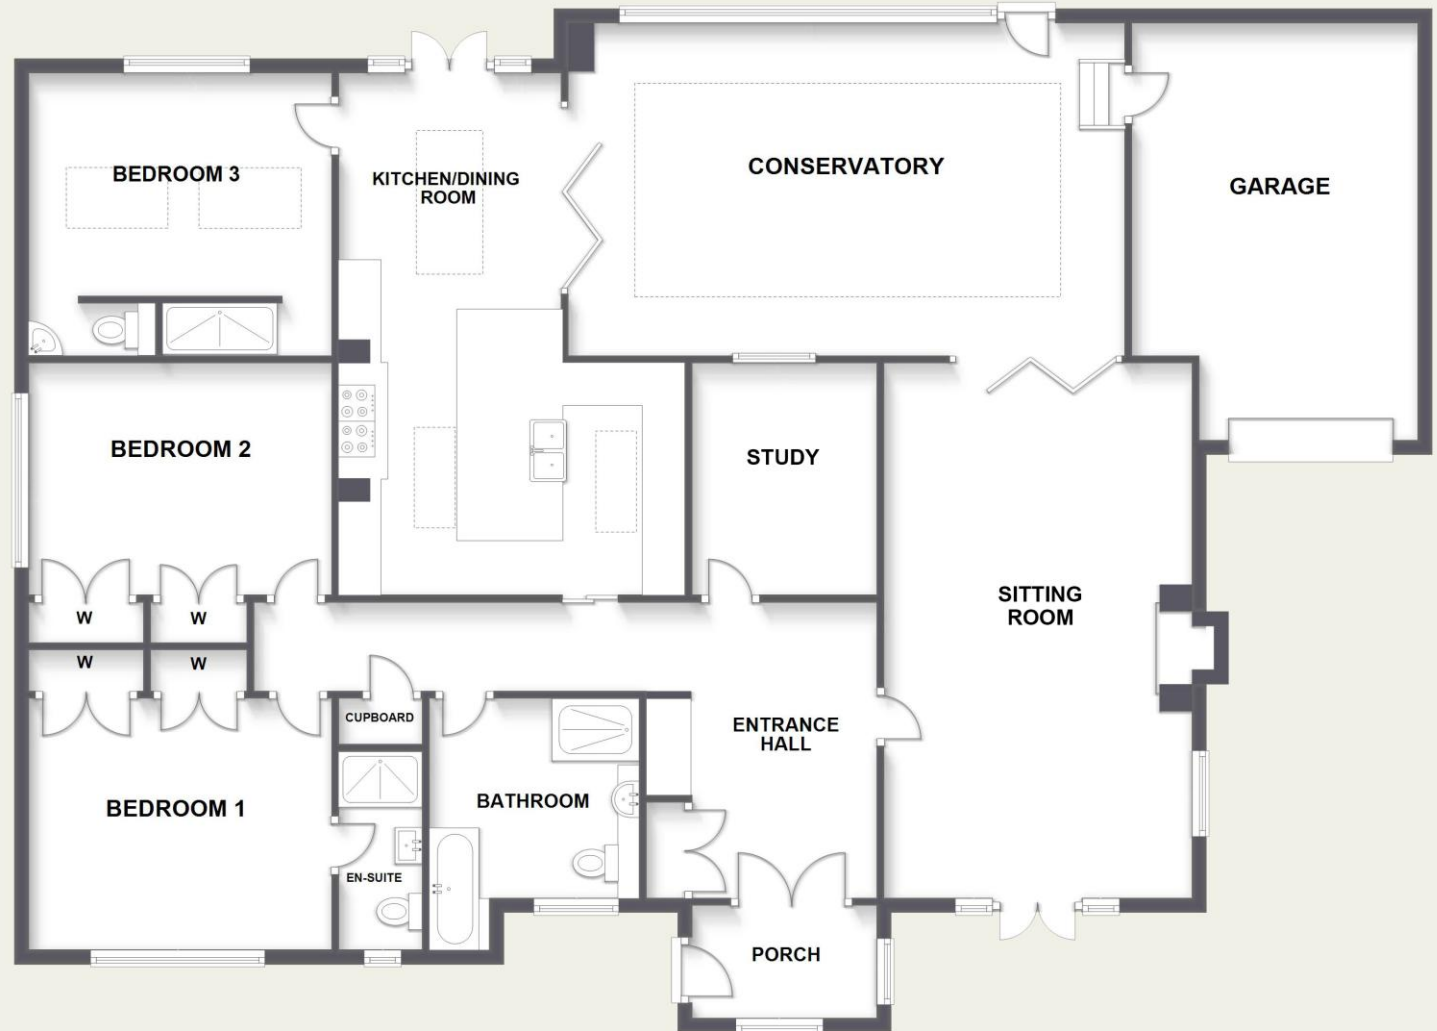 CONSERVATORY
BEDROOM 3
KITCHEN/DINING
ROOM
GARAGE
BEDROOM 2
STUDY
SITTING
ROOM
W
W
W
W
CUPBOARD
ENTRANCE
HALL
BEDROOM 1
BATHROOM
EN-SUITE
PORCH